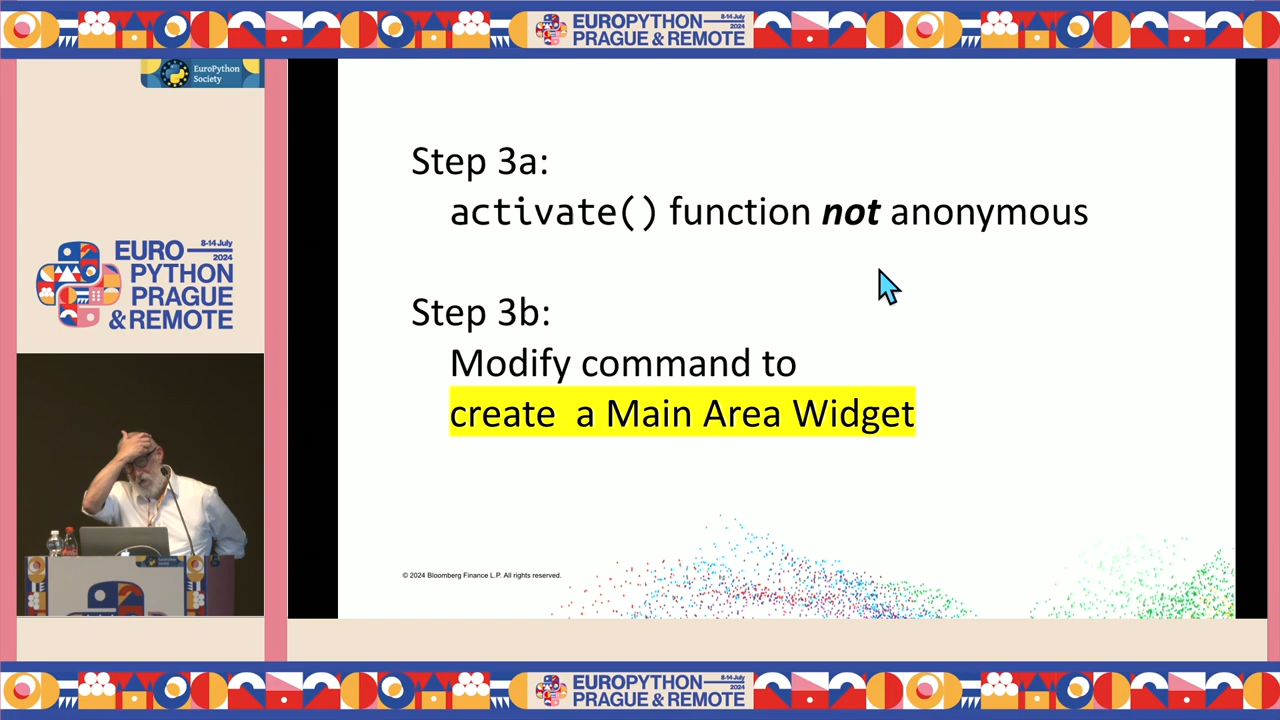 EUROPYTHON
8-14 July
2024
PRAGUE & REMOTE
EuroPython
Society
8-14 July
2024
EURO
PYTHON
PRAGUE
& REMOTE
Step 3a:
activate() function not anonymous
Step 3b:
Modify command to
create a Main Area Widget
© 2024 Bloomberg Finance L.P. All rights reserved.
EuroPython
Society
EUROPYTHON
8-14 July
2024
PRAGUE & REMOTE